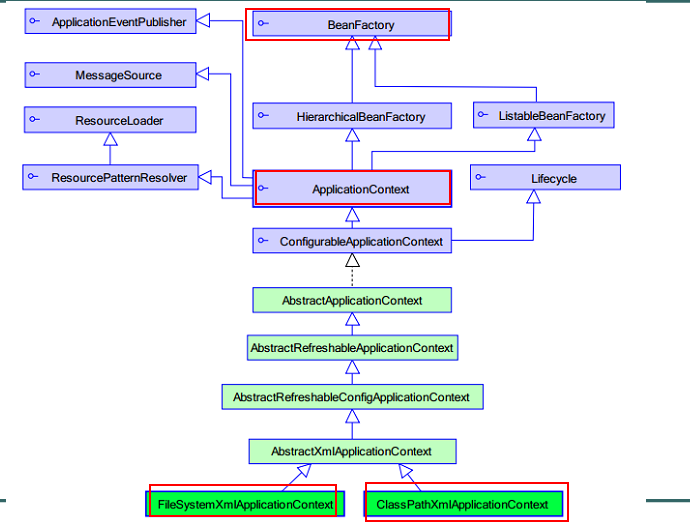 ApplicationEventPublisher
BeanFactory
MessageSource
ResourceLoader
HierarchicalBeanFactory
ListableBeanFactory
ResourcePatternResolver
ApplicationContext
Lifecycle
ConfigurableApplicationContext
AbstractApplicationContext
AbstractRefreshableApplicationContext
AbstractRefreshableConfigApplicationContext
AbstractXmlApplicationContext
FileSystemXmlApplicationContext
ClassPathXmlApplicationContext